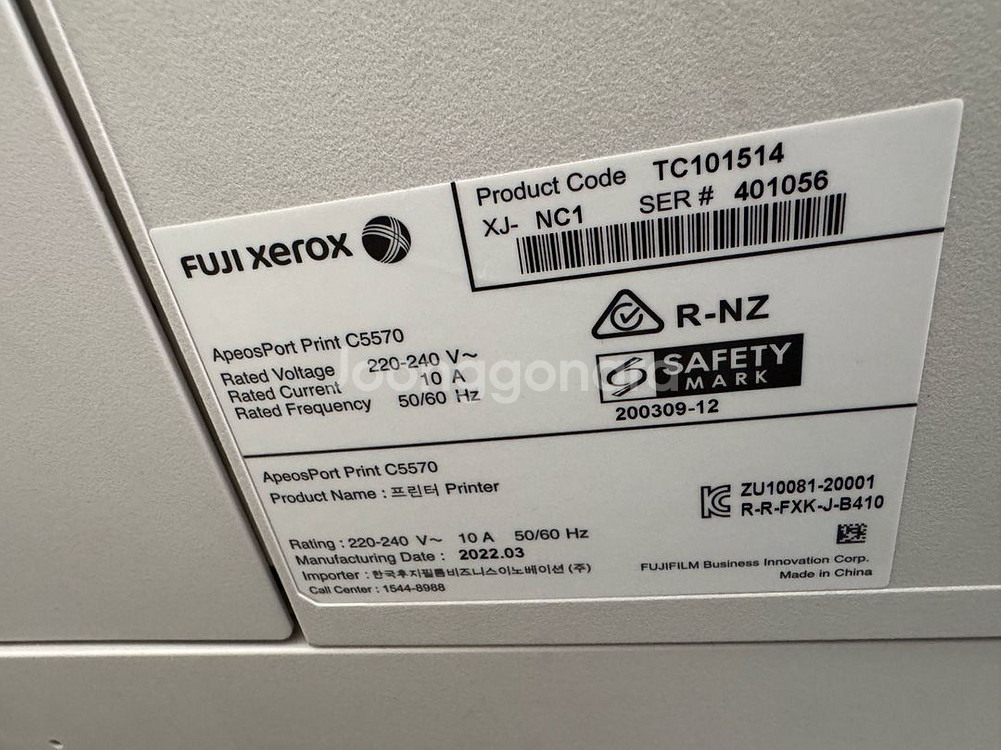 FUJI xerox
Product Code TC101514
XJ- NC1 SER # 401056
ApeosPort Print C5570
Rated Voltage 220-240 V~
Rated Current 10 A
Rated Frequency 50/60 Hz
R-NZ
SAFETY
MARK
200309-12
Joonggonara
ApeosPort Print C5570
Product Name : 프린터 Printer
Rating : 220-240 V~ 10 A 50/60 Hz
Manufacturing Date : 2022.03
Importer : 한국후지필름비즈니스이노베이션 (주)
Call Center : 1544-8988
ZU10081-20001
R-R-FXK-J-B410
FUJIFILM Business Innovation Corp.
Made in China